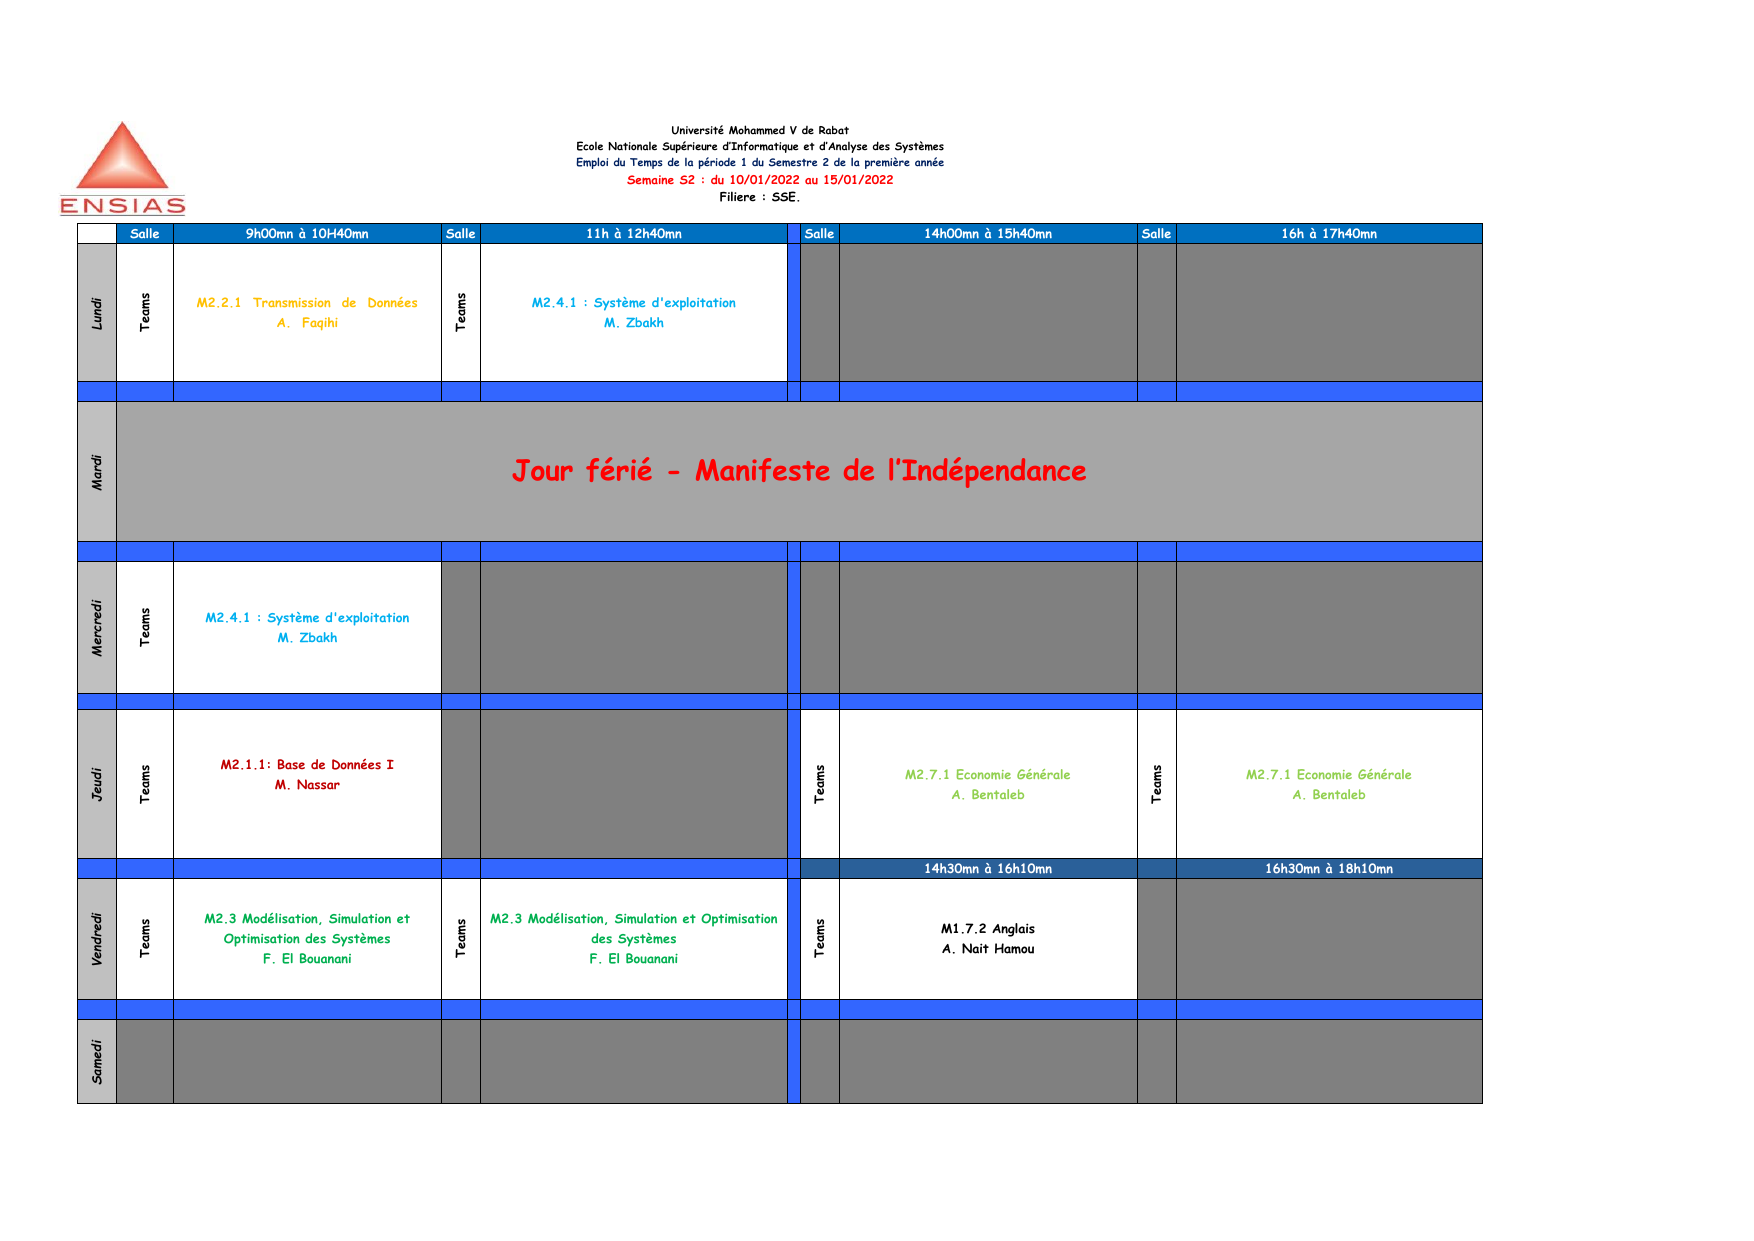 ENSIAS
Université Mohammed V de Rabat
Ecole Nationale Supérieure d’Informatique et d’Analyse des Systèmes
Emploi du Temps de la période 1 du Semestre 2 de la première année
Semaine S2 : du 10/01/2022 au 15/01/2022
Filiere : SSE.
Salle 9h00mn à 10H40mn Salle 11h à 12h40mn Salle 14h00mn à 15h40mn Salle 16h à 17h40mn
Lundi
Teams
M2.2.1 Transmission de Données
A. Faqihi
Teams
M2.4.1 : Système d'exploitation
M. Zbakh
Mardi
Jour férié - Manifeste de l’Indépendance
Mercredi
Teams
M2.4.1 : Système d'exploitation
M. Zbakh
Jeudi
Teams
M2.1.1: Base de Données I
M. Nassar
Teams
M2.7.1 Economie Générale
A. Bentaleb
Teams
M2.7.1 Economie Générale
A. Bentaleb
14h30mn à 16h10mn 16h30mn à 18h10mn
Vendredi
Teams
M2.3 Modélisation, Simulation et
Optimisation des Systèmes
F. El Bouanani
Teams
M2.3 Modélisation, Simulation et Optimisation
des Systèmes
F. El Bouanani
Teams
M1.7.2 Anglais
A. Nait Hamou
Samedi